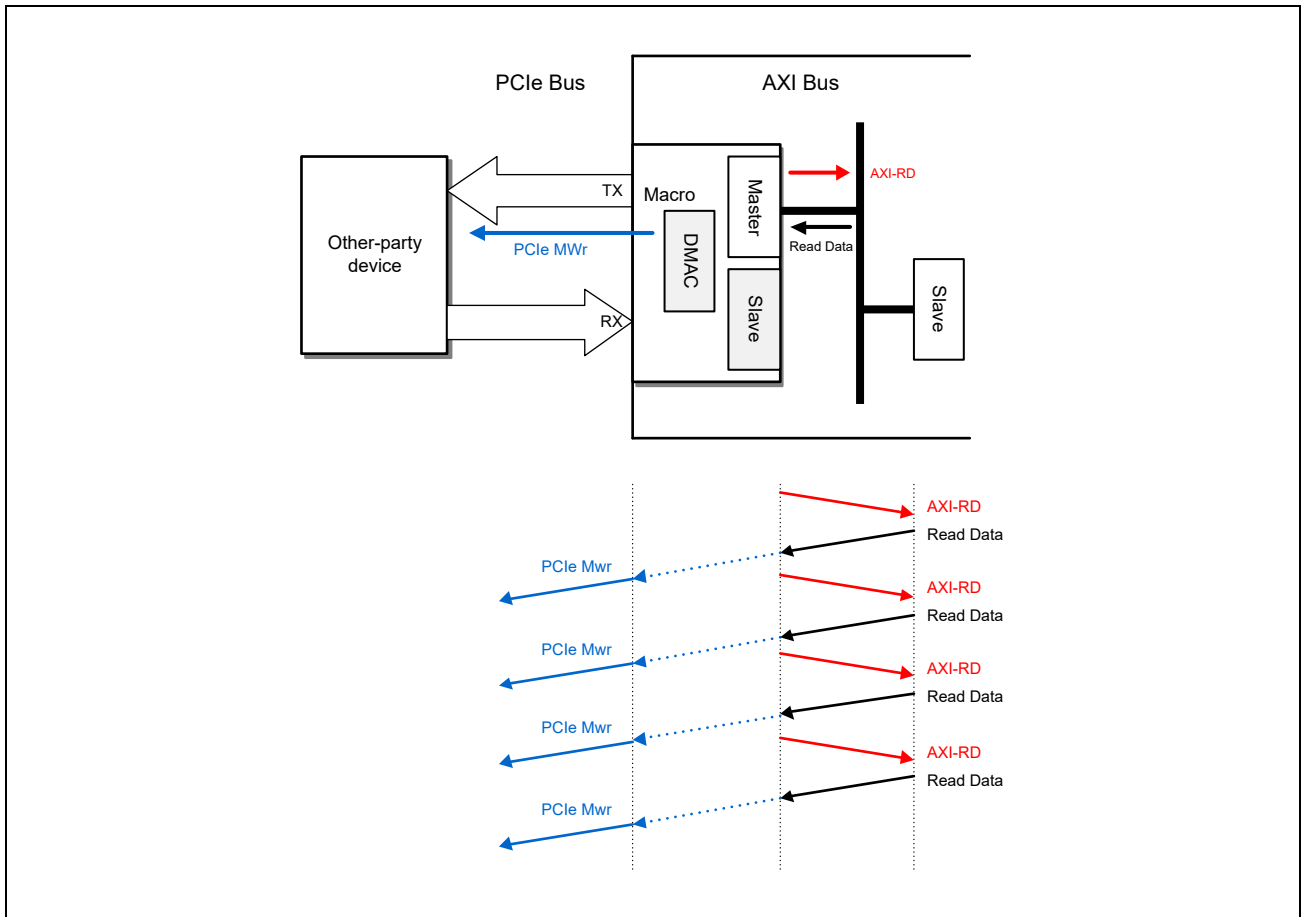 PCIe Bus
AXI Bus
TX
Macro
Master
AXI-RD
Other-party
device
PCIe MWr
DMAC
Read Data
Slave
RX
Slave
AXI-RD
Read Data
PCIe Mwr
AXI-RD
Read Data
PCIe Mwr
AXI-RD
Read Data
PCIe Mwr
AXI-RD
Read Data
PCIe Mwr